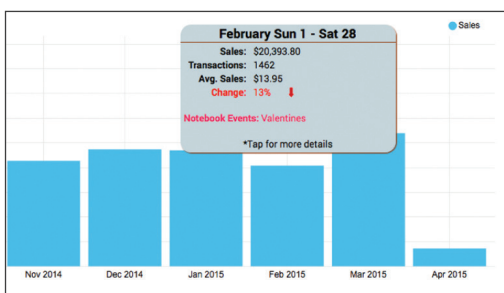 Sales
February Sun 1 - Sat 28
Sales: $20,393.80
Transactions: 1462
Avg. Sales: $13.95
Change: 13%
Notebook Events: Valentines
*Tap for more details
Nov 2014 Dec 2014 Jan 2015 Feb 2015 Mar 2015 Apr 2015